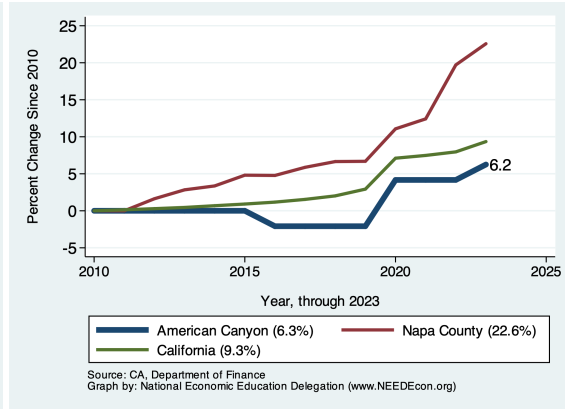 25
20
15
10
5
0
-5
Percent Change Since 2010
6.2
2010 2015 2020 2025
Year, through 2023
American Canyon (6.3%) Napa County (22.6%)
California (9.3%)
Source: CA, Department of Finance
Graph by: National Economic Education Delegation (www.NEEDEcon.org)